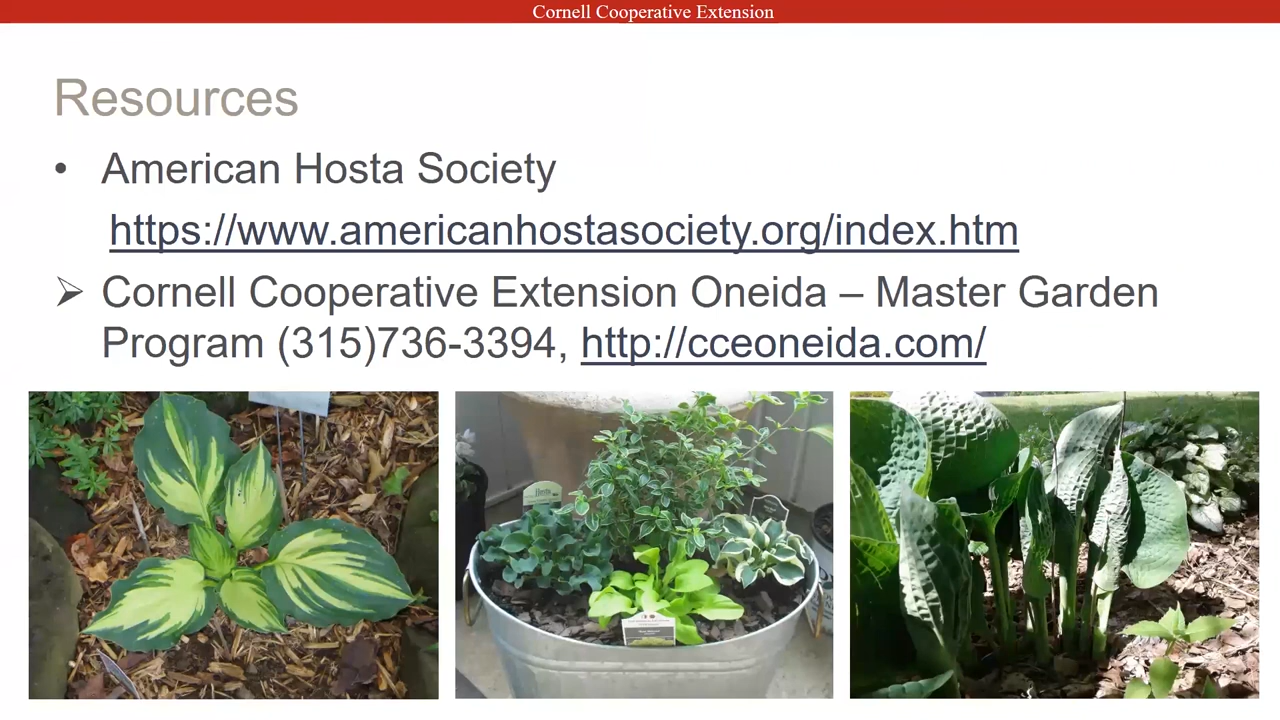 Cornell Cooperative Extension
Resources
• American Hosta Society
https://www.americanhostasociety.org/index.htm
➢ Cornell Cooperative Extension Oneida – Master Garden
Program (315)736-3394, http://cceoneida.com/
Hosta